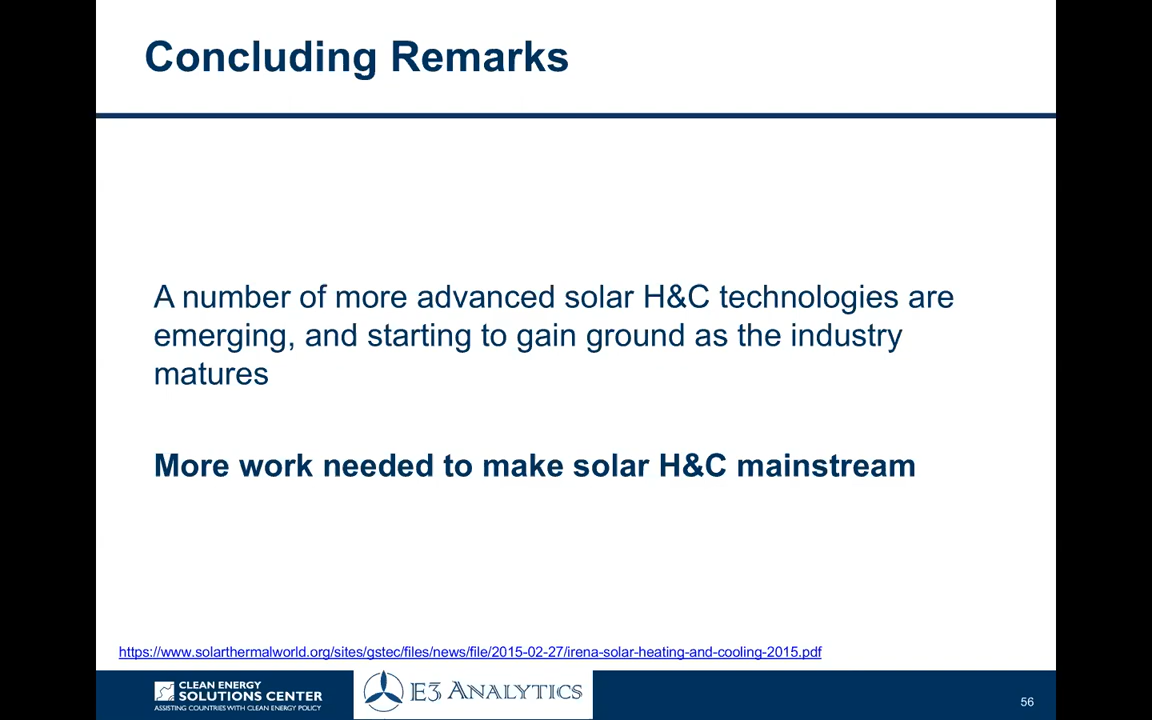 Concluding Remarks
A number of more advanced solar H&C technologies are
emerging, and starting to gain ground as the industry
matures
More work needed to make solar H&C mainstream
https://www.solarthermalworld.org/sites/gstec/files/news/file/2015-02-27/irena-solar-heating-and-cooling-2015.pdf
CLEAN ENERGY
SOLUTIONS CENTER
ASSISTING COUNTRIES WITH CLEAN ENERGY POLICY
E3 ANALYTICS
56